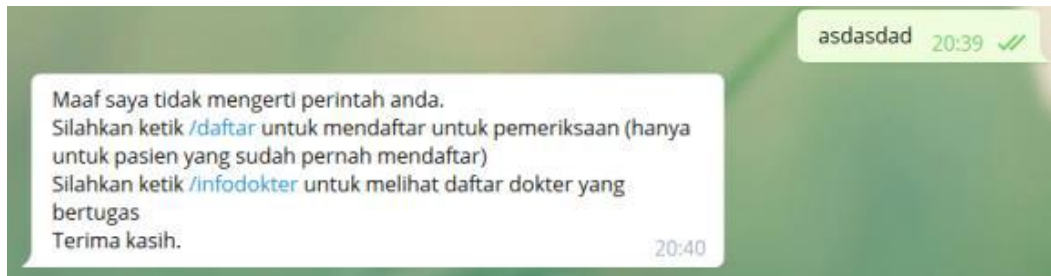 asdasdad 20:39
Maaf saya tidak mengerti perintah anda.
Silahkan ketik /daftar untuk mendaftar untuk pemeriksaan (hanya
untuk pasien yang sudah pernah mendaftar)
Silahkan ketik /infodokter untuk melihat daftar dokter yang
bertugas
Terima kasih. 20:40